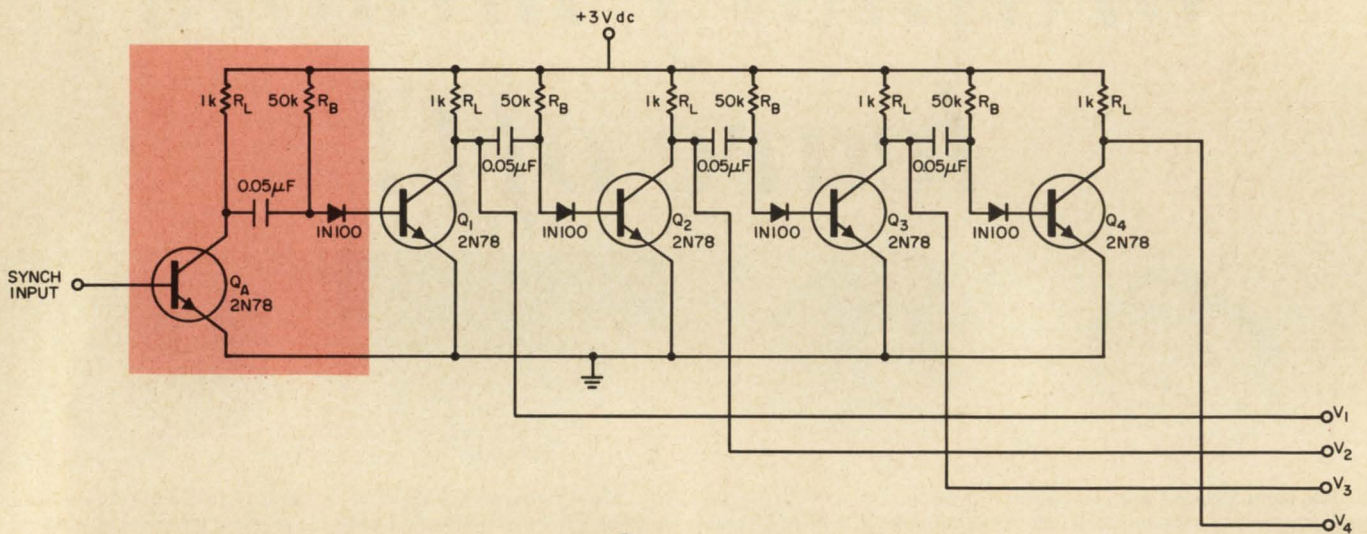 +3V dc
1k RL 50k RB 1k RL 50k RB 1k RL 50k RB 1k RL 50k RB 1k RL
0.05µF 0.05µF 0.05µF
0.05µF
1N100 Q1 2N78
1N100 Q2 2N78
1N100 Q3 2N78
1N100 Q4 2N78
SYNCH
INPUT
QA
2N78
V1
V2
V3
V4